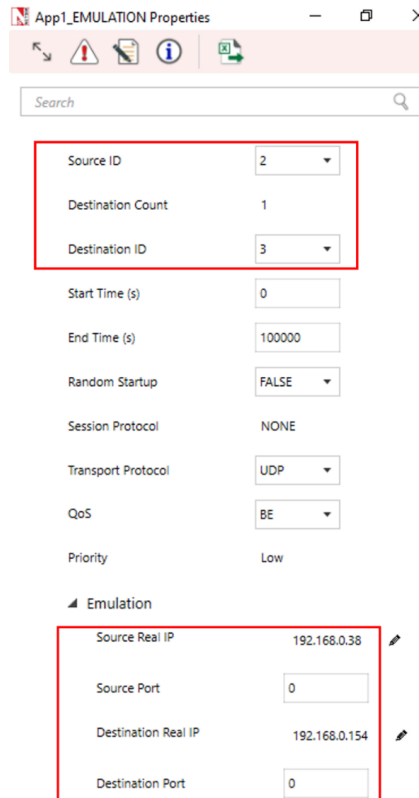 App1_EMULATION Properties
Search
Source ID 2
Destination Count 1
Destination ID 3
Start Time (s) 0
End Time (s) 100000
Random Startup FALSE
Session Protocol NONE
Transport Protocol UDP
QoS BE
Priority Low
Emulation
Source Real IP 192.168.0.38
Source Port 0
Destination Real IP 192.168.0.154
Destination Port 0